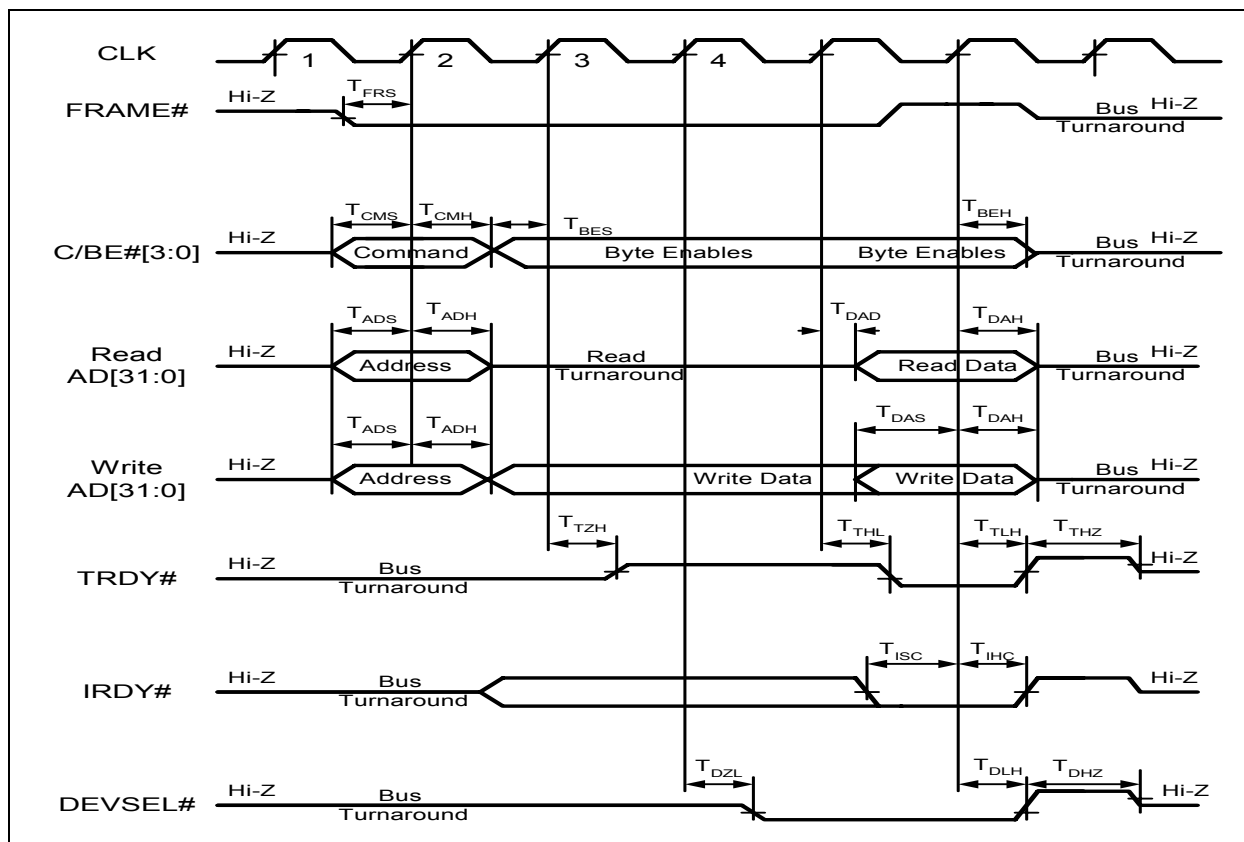 CLK 1 2 3 4
FRAME# Hi-Z TFRS Bus Hi-Z
Turnaround
C/BE#[3:0] Hi-Z TCMS TCMH TBES TBEH
Command Byte Enables Byte Enables Bus Hi-Z
Turnaround
TADS TADH TDAD TDAH
Read
AD[31:0] Hi-Z Address Read
Turnaround Read Data Bus Hi-Z
Turnaround
TADS TADH TDAS TDAH
Write
AD[31:0] Hi-Z Address Write Data Write Data Bus Hi-Z
Turnaround
TTZH TTHL TTLH TTHZ
TRDY# Hi-Z Bus
Turnaround Hi-Z
TISC TIHC
IRDY# Hi-Z Bus
Turnaround Hi-Z
TDZL TDLH TDHZ
DEVSEL# Hi-Z Bus
Turnaround Hi-Z